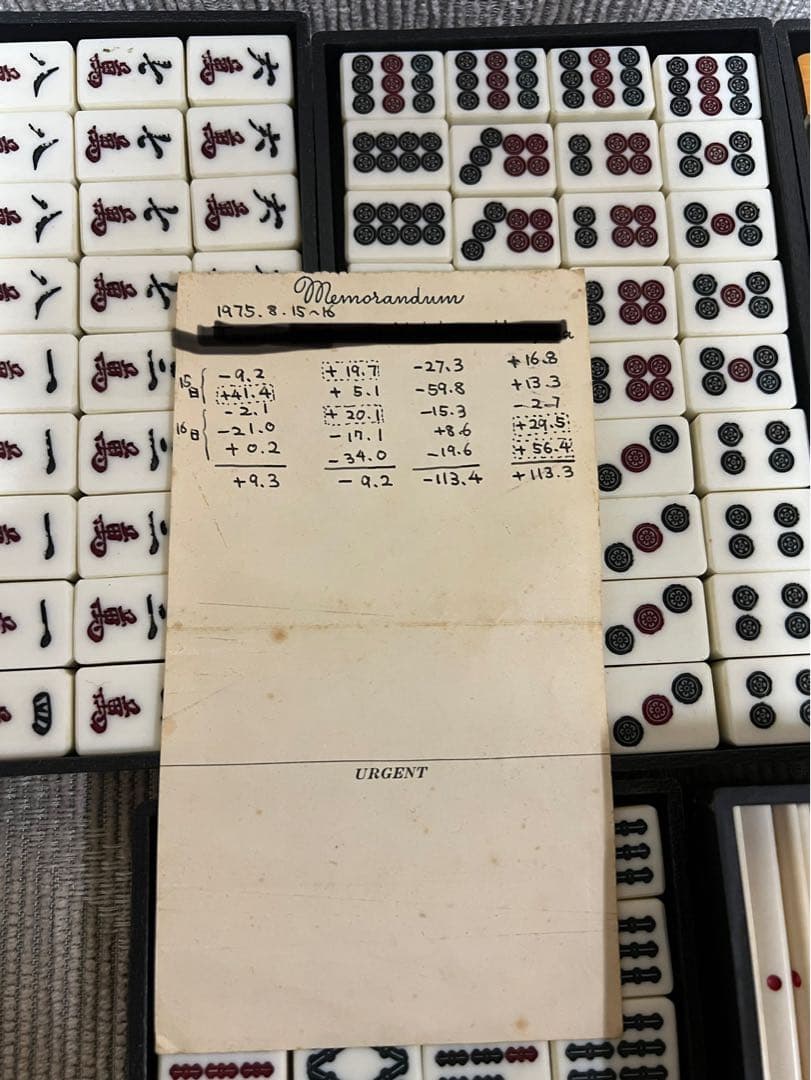 Memorandum
1975.8.15~16
15日 -9.2 +19.7 -27.3 +16.8
+41.4 +5.1 -59.8 +13.3
16日 -2.1 +20.1 -15.3 -2.7
-21.0 -17.1 +8.6 +29.5
+0.2 -34.0 -19.6 +56.4
+9.3 -9.2 -113.4 +113.3
URGENT